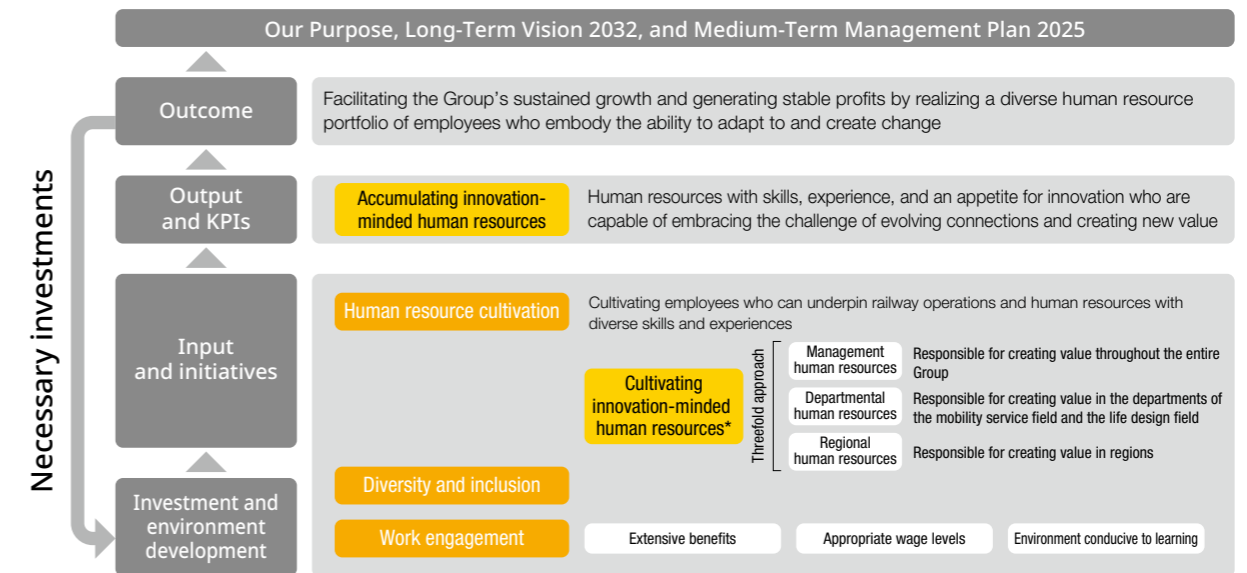 Our Purpose, Long-Term Vision 2032, and Medium-Term Management Plan 2025
Necessary investments
Outcome
Facilitating the Group's sustained growth and generating stable profits by realizing a diverse human resource
portfolio of employees who embody the ability to adapt to and create change
Output
and KPIs
Accumulating innovation-
minded human resources
Human resources with skills, experience, and an appetite for innovation who are
capable of embracing the challenge of evolving connections and creating new value
Input
and initiatives
Human resource cultivation
Cultivating employees who can underpin railway operations and human resources with
diverse skills and experiences
Cultivating
innovation-minded
human resources*
Threefold approach
Management
human resources
Responsible for creating value throughout the entire
Group
Departmental
human resources
Responsible for creating value in the departments of
the mobility service field and the life design field
Regional
human resources
Responsible for creating value in regions
Diversity and inclusion
Investment and
environment
development
Work engagement
Extensive benefits
Appropriate wage levels
Environment conducive to learning